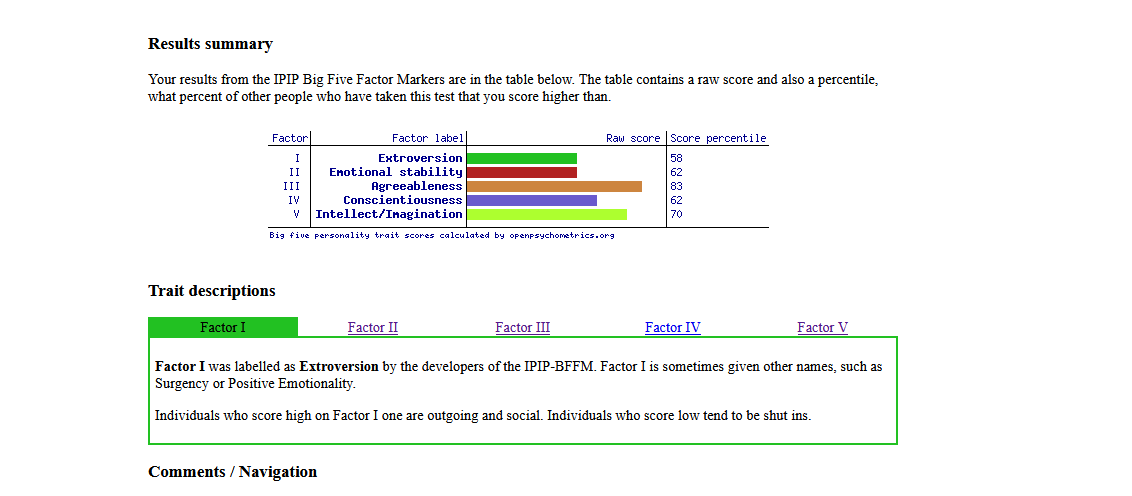 Results summary
Your results from the IPIP Big Five Factor Markers are in the table below. The table contains a raw score and also a percentile,
what percent of other people who have taken this test that you score higher than.
Factor Factor label Raw score Score percentile
I Extroversion 58
II Emotional stability 62
III Agreeableness 83
IV Conscientiousness 62
V Intellect/Imagination 70
Big five personality trait scores calculated by openpsychometrics.org
Trait descriptions
Factor I Factor II Factor III Factor IV Factor V
Factor I was labelled as Extroversion by the developers of the IPIP-BFFM. Factor I is sometimes given other names, such as
Surgency or Positive Emotionality.
Individuals who score high on Factor I one are outgoing and social. Individuals who score low tend to be shut ins.
Comments / Navigation